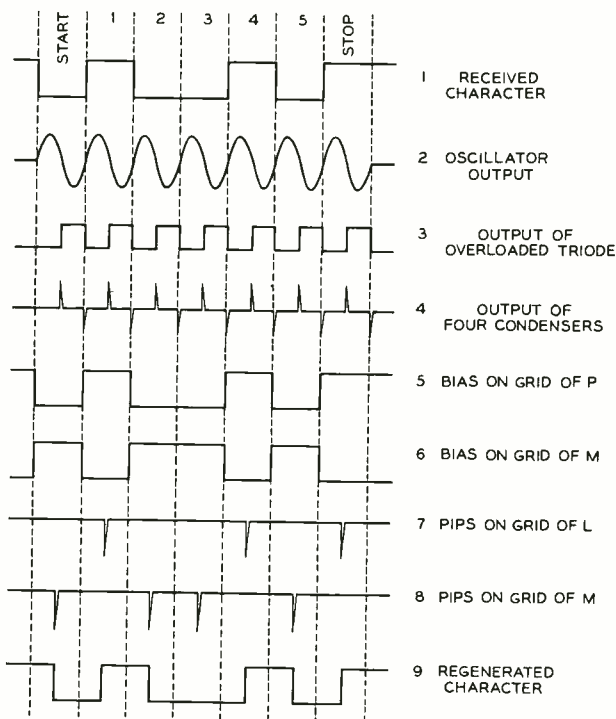 START 1 2 3 4 5 STOP
1 RECEIVED
CHARACTER
2 OSCILLATOR
OUTPUT
3 OUTPUT OF
OVERLOADED TRIODE
4 OUTPUT OF
FOUR CONDENSERS
5 BIAS ON GRID OF P
6 BIAS ON GRID OF M
7 PIPS ON GRID OF L
8 PIPS ON GRID OF M
9 REGENERATED
CHARACTER